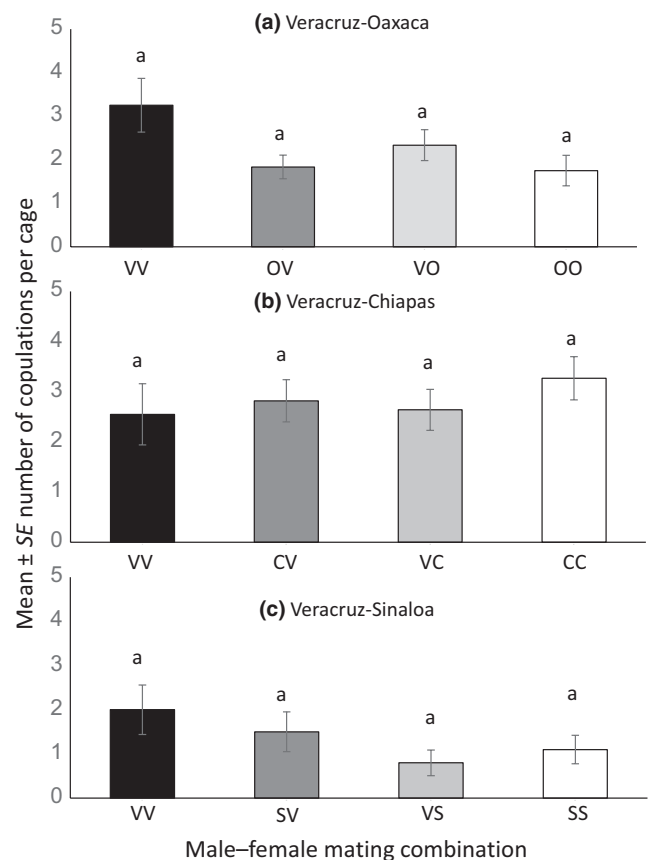 Mean ± SE number of copulations per cage
(a) Veracruz-Oaxaca
5
4
3
2
1
0
a
a
a
a
VV OV VO OO
(b) Veracruz-Chiapas
5
4
3
2
1
0
a
a
a
a
VV CV VC CC
(c) Veracruz-Sinaloa
5
4
3
2
1
0
a
a
a
a
VV SV VS SS
Male–female mating combination